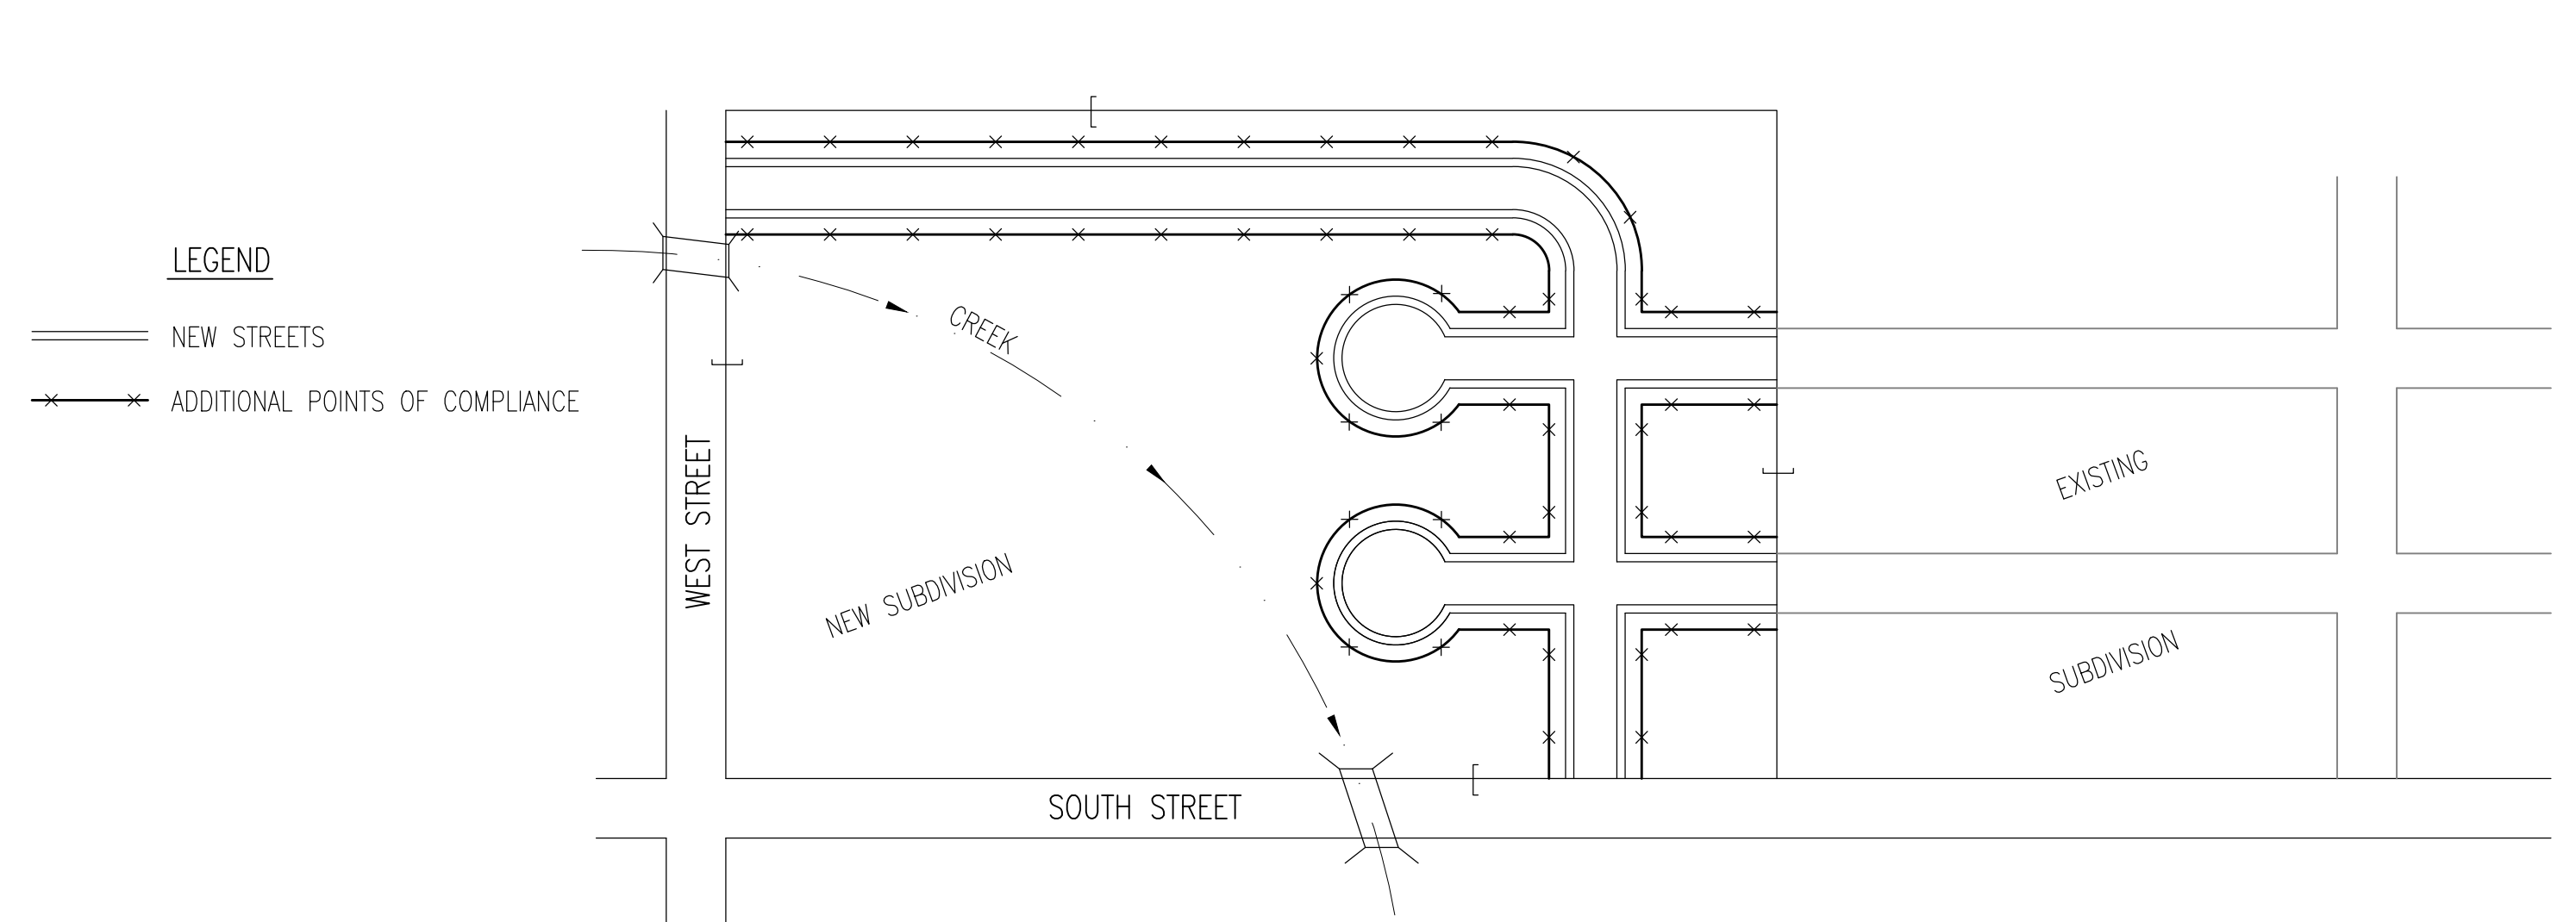 LEGEND
NEW STREETS
ADDITIONAL POINTS OF COMPLIANCE
CREEK
WEST STREET
NEW SUBDIVISION
EXISTING
SUBDIVISION
SOUTH STREET